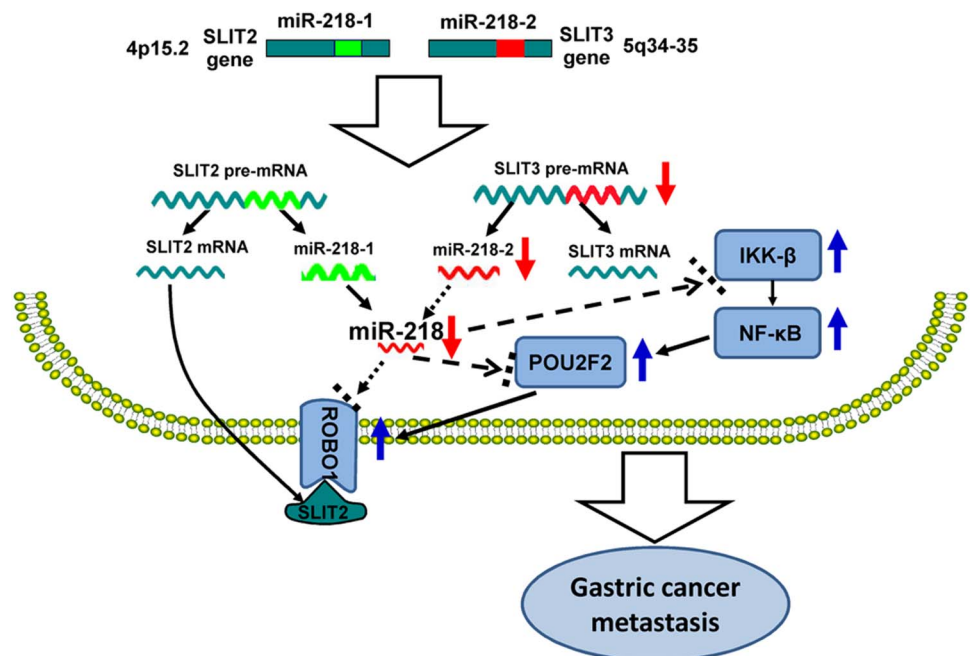 miR-218-1
miR-218-2
4p15.2
SLIT2
gene
SLIT3
gene
5q34-35
SLIT2 pre-mRNA
SLIT3 pre-mRNA
SLIT2 mRNA
miR-218-1
miR-218-2
SLIT3 mRNA
IKK-β
miR-218
NF-κB
POU2F2
ROBO1
SLIT2
Gastric cancer
metastasis